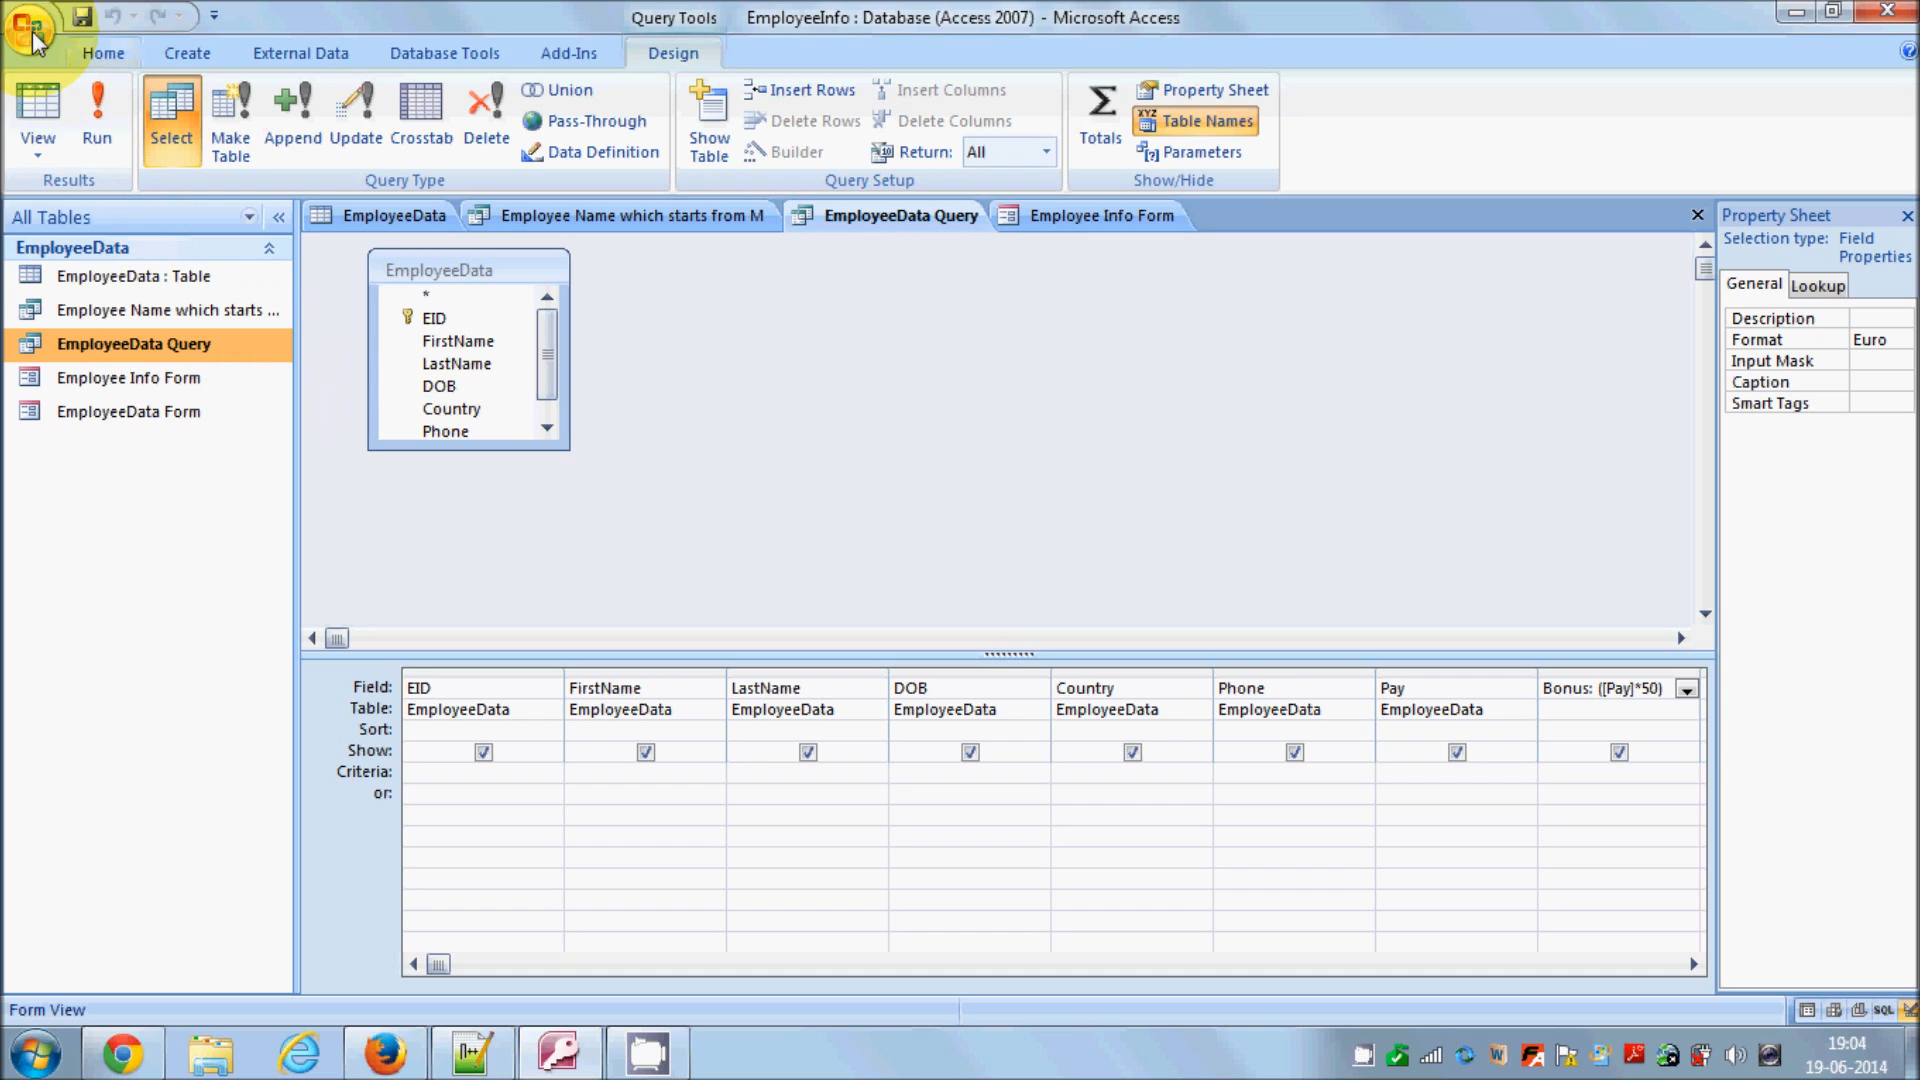 Query Tools
EmployeeInfo : Database (Access 2007) - Microsoft Access
Home
Create
External Data
Database Tools
Add-Ins
Design
View
Run
Results
Select
Make Table
Append
Update
Crosstab
Delete
Union
Pass-Through
Data Definition
Query Type
Show Table
Insert Rows
Delete Rows
Builder
Insert Columns
Delete Columns
Return: All
Query Setup
Totals
Property Sheet
Table Names
Parameters
Show/Hide
All Tables
EmployeeData
EmployeeData : Table
Employee Name which starts ...
EmployeeData Query
Employee Info Form
EmployeeData Form
EmployeeData
Employee Name which starts from M
EmployeeData Query
Employee Info Form
EmployeeData
*
EID
FirstName
LastName
DOB
Country
Phone
Property Sheet
Selection type: Field Properties
General
Lookup
Description
Format Euro
Input Mask
Caption
Smart Tags
Field: EID FirstName LastName DOB Country Phone Pay Bonus: ([Pay]*50)
Table: EmployeeData EmployeeData EmployeeData EmployeeData EmployeeData EmployeeData EmployeeData
Sort:
Show:
Criteria:
or:
Form View
SQL
19:04
19-06-2014